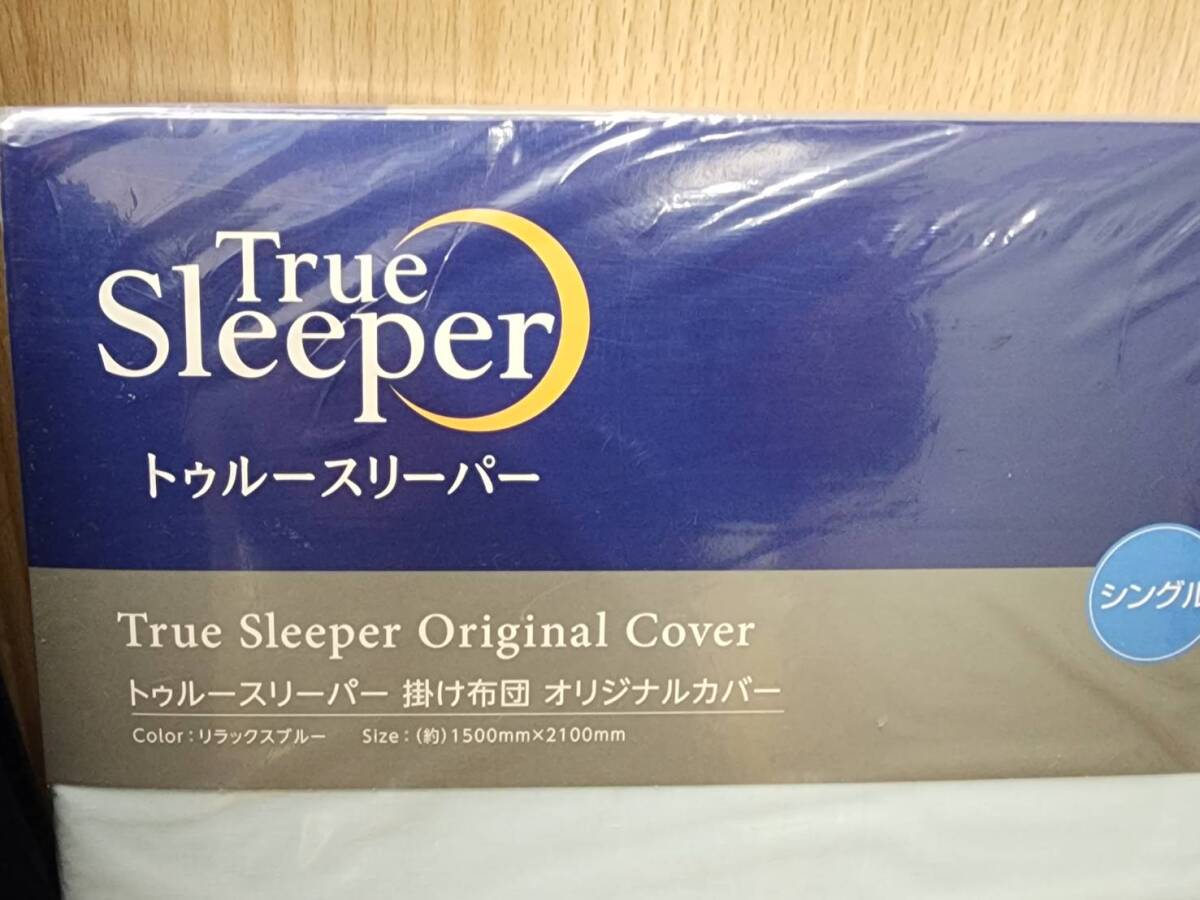 True
Sleeper
トゥルースリーパー
シングル
True Sleeper Original Cover
トゥルースリーパー 掛け布団 オリジナルカバー
Color：リラックスブルー Size：（約）1500mm×2100mm